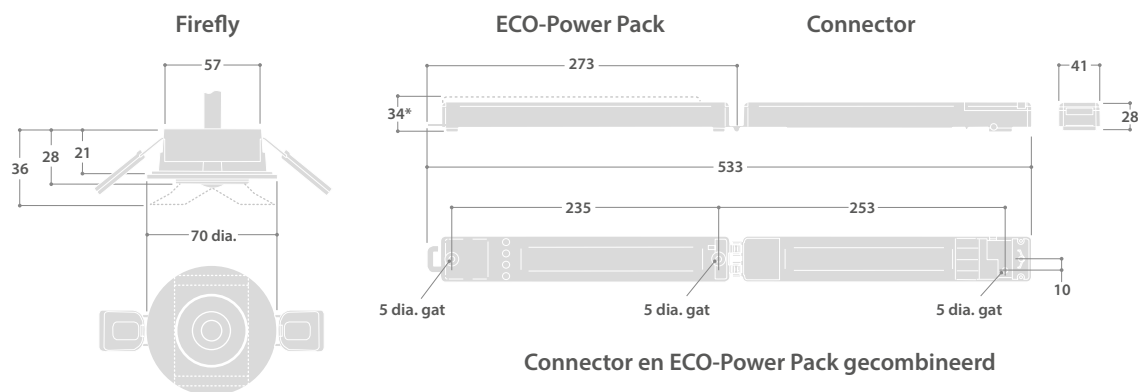 Firefly
ECO-Power Pack
Connector
57
273
41
34*
28
36
28
21
533
235
253
70 dia.
10
5 dia. gat
5 dia. gat
5 dia. gat
Connector en ECO-Power Pack gecombineerd